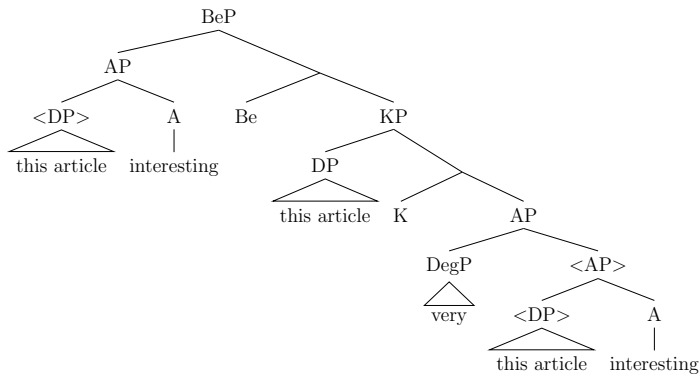 BeP
AP
<DP> A Be KP
this article interesting DP
this article K AP
DegP <AP>
very <DP> A
this article interesting